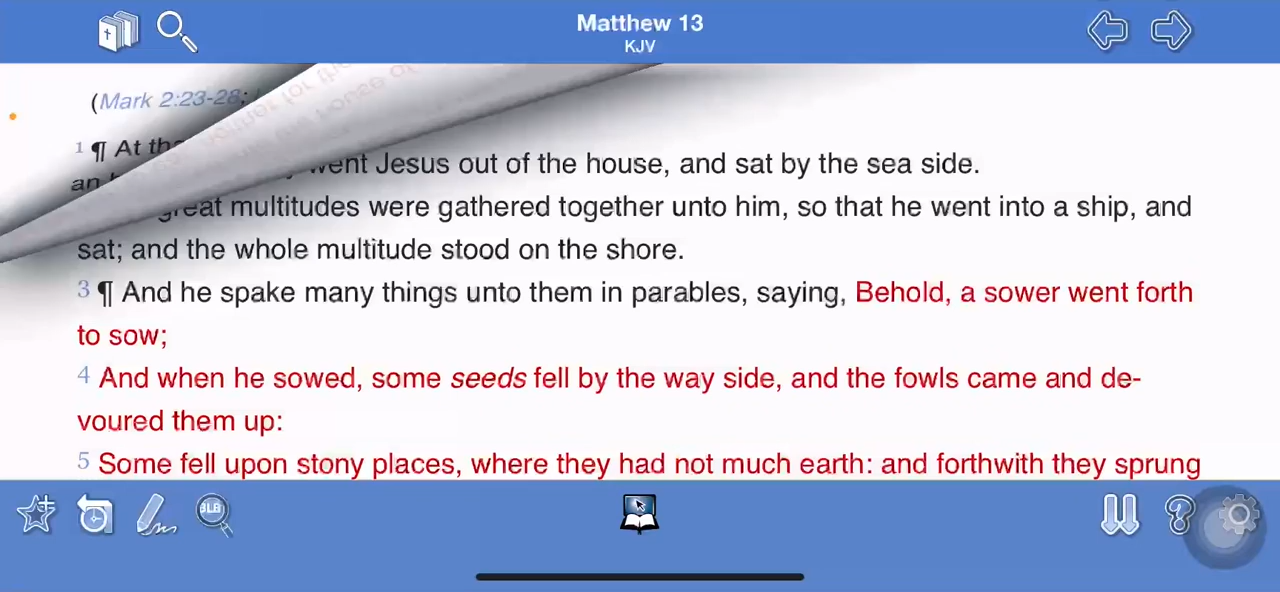 Matthew 13
KJV
(Mark 2:23-28;
1 ¶ At
went Jesus out of the house, and sat by the sea side.
great multitudes were gathered together unto him, so that he went into a ship, and
sat; and the whole multitude stood on the shore.
3 ¶ And he spake many things unto them in parables, saying, Behold, a sower went forth
to sow;
4 And when he sowed, some seeds fell by the way side, and the fowls came and de-
voured them up:
5 Some fell upon stony places, where they had not much earth: and forthwith they sprung
BLB